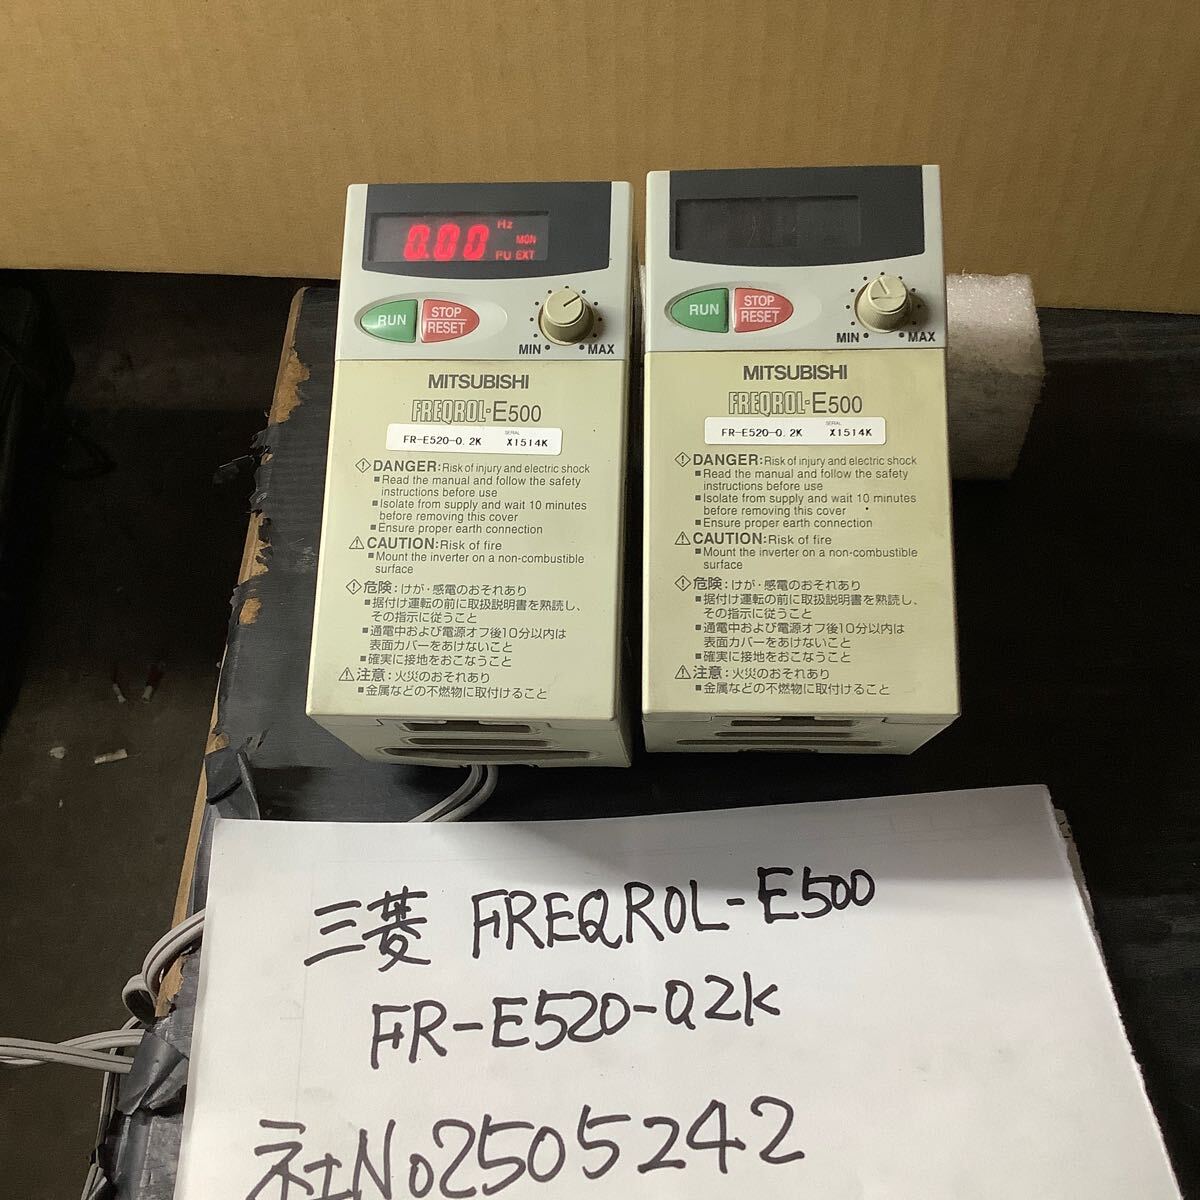 0.00 Hz
MON
PU EXT
RUN
STOP
RESET
MIN MAX
MITSUBISHI
FREQROL-E500
SERIAL
FR-E520-0.2K X1514K
DANGER: Risk of injury and electric shock
■ Read the manual and follow the safety
instructions before use
■ Isolate from supply and wait 10 minutes
before removing this cover
■ Ensure proper earth connection
CAUTION: Risk of fire
■ Mount the inverter on a non-combustible
surface
危険：けが・感電のおそれあり
■ 据付け運転の前に取扱説明書を熟読し、
その指示に従うこと
■ 通電中および電源オフ後10分以内は
表面カバーをあけないこと
■ 確実に接地をおこなうこと
注意：火災のおそれあり
■ 金属などの不燃物に取付けること
RUN
STOP
RESET
MIN MAX
MITSUBISHI
FREQROL-E500
SERIAL
FR-E520-0.2K X1514K
DANGER: Risk of injury and electric shock
■ Read the manual and follow the safety
instructions before use
■ Isolate from supply and wait 10 minutes
before removing this cover
■ Ensure proper earth connection
CAUTION: Risk of fire
■ Mount the inverter on a non-combustible
surface
危険：けが・感電のおそれあり
■ 据付け運転の前に取扱説明書を熟読し、
その指示に従うこと
■ 通電中および電源オフ後10分以内は
表面カバーをあけないこと
■ 確実に接地をおこなうこと
注意：火災のおそれあり
■ 金属などの不燃物に取付けること
三菱 FREQROL-E500
FR-E520-0.2K
社No2505242